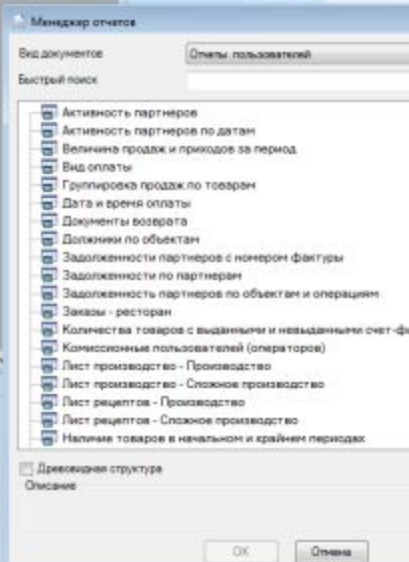 Менеджер отчетов
Вид документов
Отчеты пользователей
Быстрый поиск
Активность партнеров
Активность партнеров по датам
Величина продаж и приходов за период
Вид оплаты
Группировка продаж по товарам
Дата и время оплаты
Документы возврата
Должники по объектам
Задолженности партнеров с номером фактуры
Задолженности по партнерам
Задолженность партнеров по объектам и операциям
Заказы - ресторан
Количества товаров с выданными и невыданными счет-ф
Комиссионные пользователей (операторов)
Лист производство - Производство
Лист производство - Сложное производство
Лист рецептов - Производство
Лист рецептов - Сложное производство
Наличие товаров в начальном и крайнем периодах
Древовидная структура
Описание
OK
Отмена